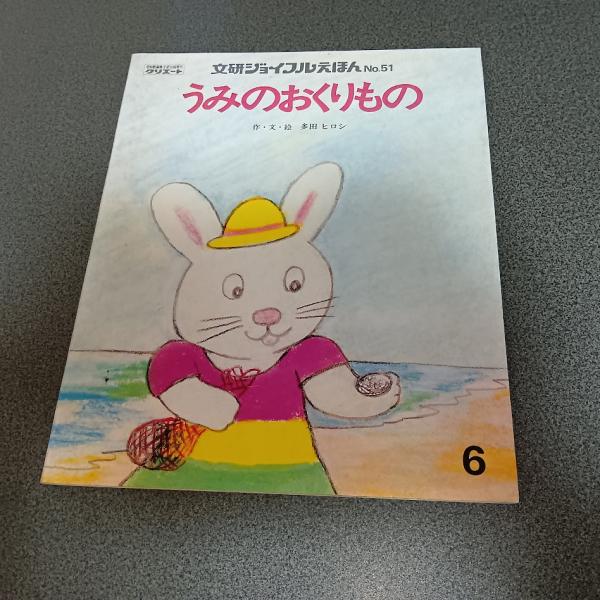 クリエート
文研ジョイフルえほん No.51
うみのおくりもの
作・文・絵 多田ヒロシ
6